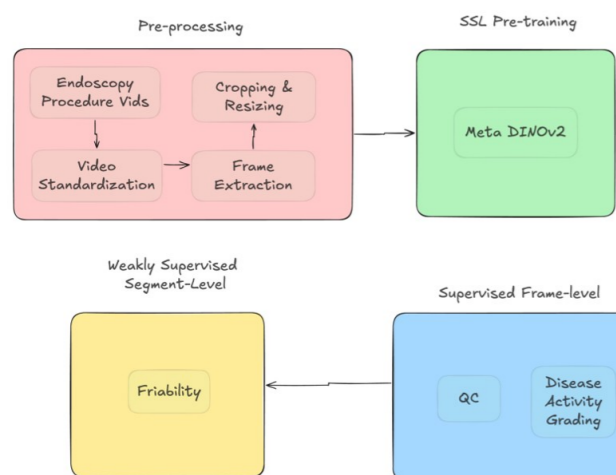 Pre-processing
Endoscopy
Procedure Vids
Video
Standardization
Frame
Extraction
Cropping &
Resizing
SSL Pre-training
Meta DINOv2
Supervised Frame-level
QC
Disease
Activity
Grading
Weakly Supervised
Segment-Level
Friability